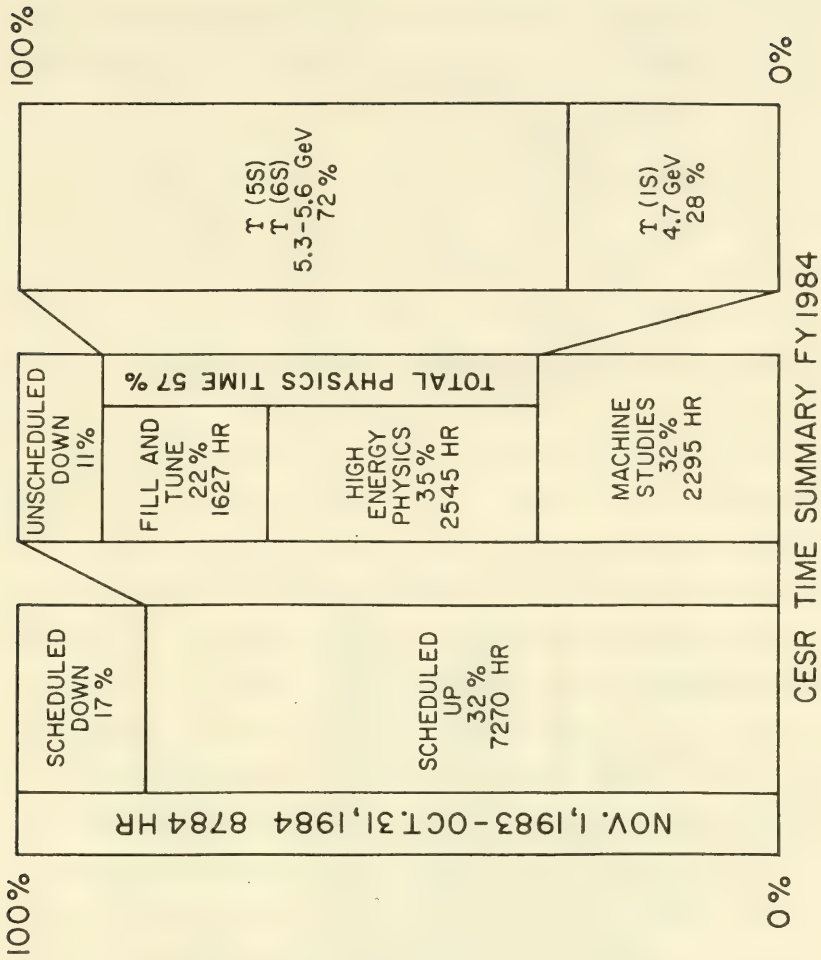 100%
0%
NOV. 1, 1983-OCT. 31, 1984 8784 HR
SCHEDULED
DOWN
17%
SCHEDULED
UP
32%
7270 HR
UNSCHEDULED
DOWN
11%
FILL AND
TUNE
22%
1627 HR
HIGH
ENERGY
PHYSICS
35%
2545 HR
TOTAL PHYSICS TIME 57%
MACHINE
STUDIES
32%
2295 HR
ϒ (5S)
ϒ (6S)
5.3-5.6 GeV
72%
ϒ (1S)
4.7 GeV
28%
100%
0%
CESR TIME SUMMARY FY 1984